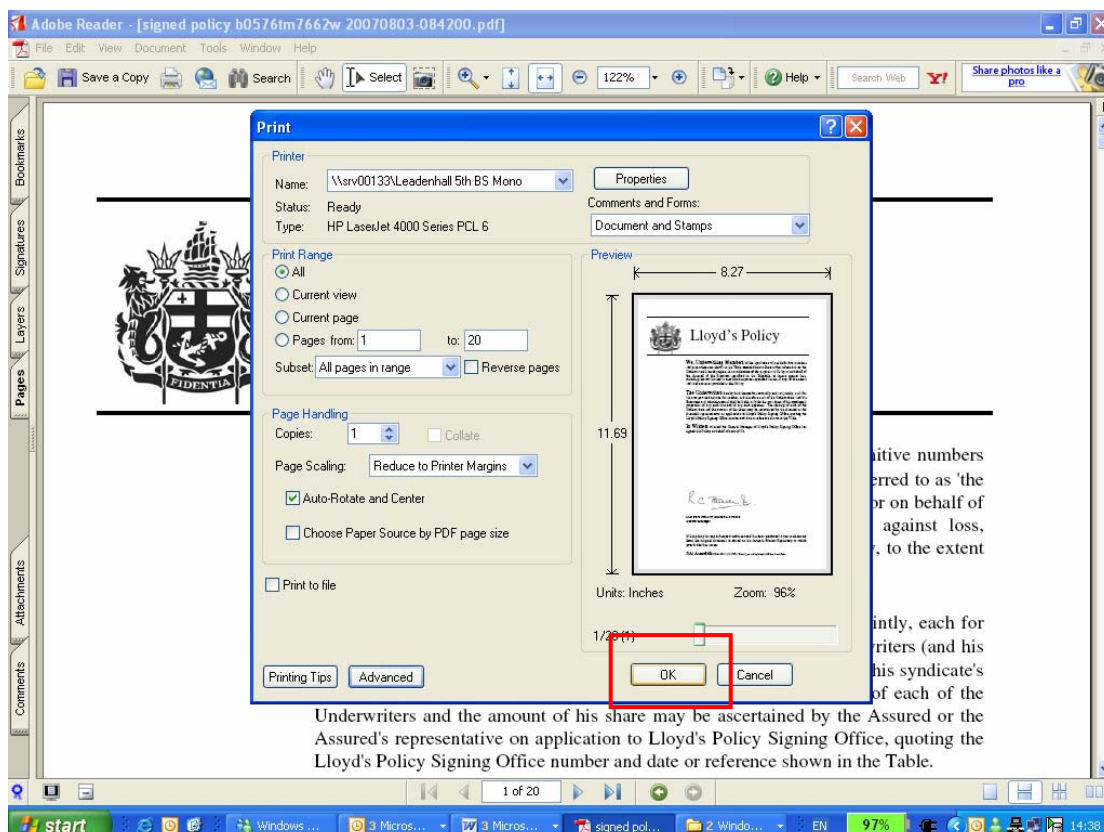 Adobe Reader - [signed policy b0576tm7662w 20070803-084200.pdf]
File Edit View Document Tools Window Help
Save a Copy Search Select 122% Help Search Web Y! Share photos like a pro
Bookmarks
Signatures
Layers
Pages
Attachments
Comments
FIDENTIA
Print
Printer
Name: \\srv00133\Leadenhall 5th BS Mono Properties
Status: Ready Comments and Forms:
Type: HP LaserJet 4000 Series PCL 6 Document and Stamps
Print Range
All
Current view
Current page
Pages from: 1 to: 20
Subset: All pages in range Reverse pages
Page Handling
Copies: 1 Collate
Page Scaling: Reduce to Printer Margins
Auto-Rotate and Center
Choose Paper Source by PDF page size
Print to file
Preview
8.27
11.69
Lloyd's Policy
Units: Inches Zoom: 96%
1/20 (1)
Printing Tips Advanced OK Cancel
nitive numbers
erred to as 'the
or on behalf of
against loss,
, to the extent
intly, each for
riters (and his
his syndicate's
of each of the
Underwriters and the amount of his share may be ascertained by the Assured or the
Assured's representative on application to Lloyd's Policy Signing Office, quoting the
Lloyd's Policy Signing Office number and date or reference shown in the Table.
1 of 20
start Windows ... 3 Micros... 3 Micros... signed pol... 2 Windo... EN 97% 14:38